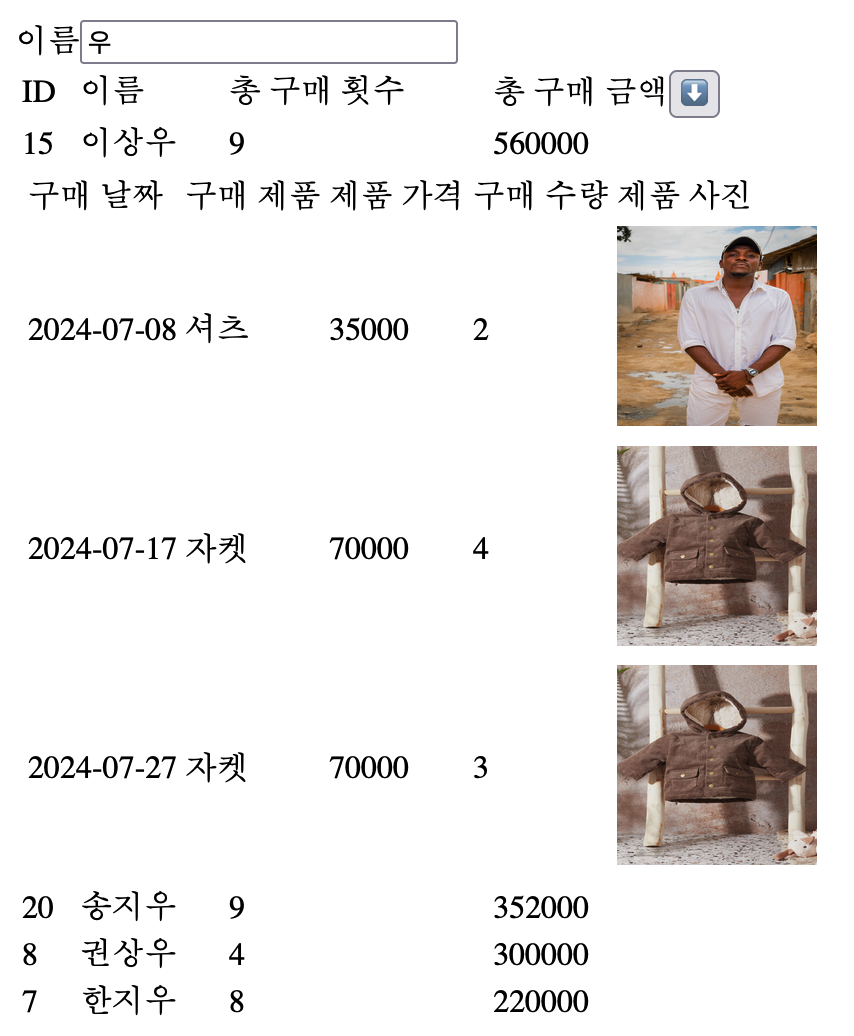 이름 우
ID 이름 총 구매 횟수 총 구매 금액 ⬇
15 이상우 9 560000
구매 날짜 구매 제품 제품 가격 구매 수량 제품 사진
2024-07-08 셔츠 35000 2
2024-07-17 자켓 70000 4
2024-07-27 자켓 70000 3
20 송지우 9 352000
8 권상우 4 300000
7 한지우 8 220000